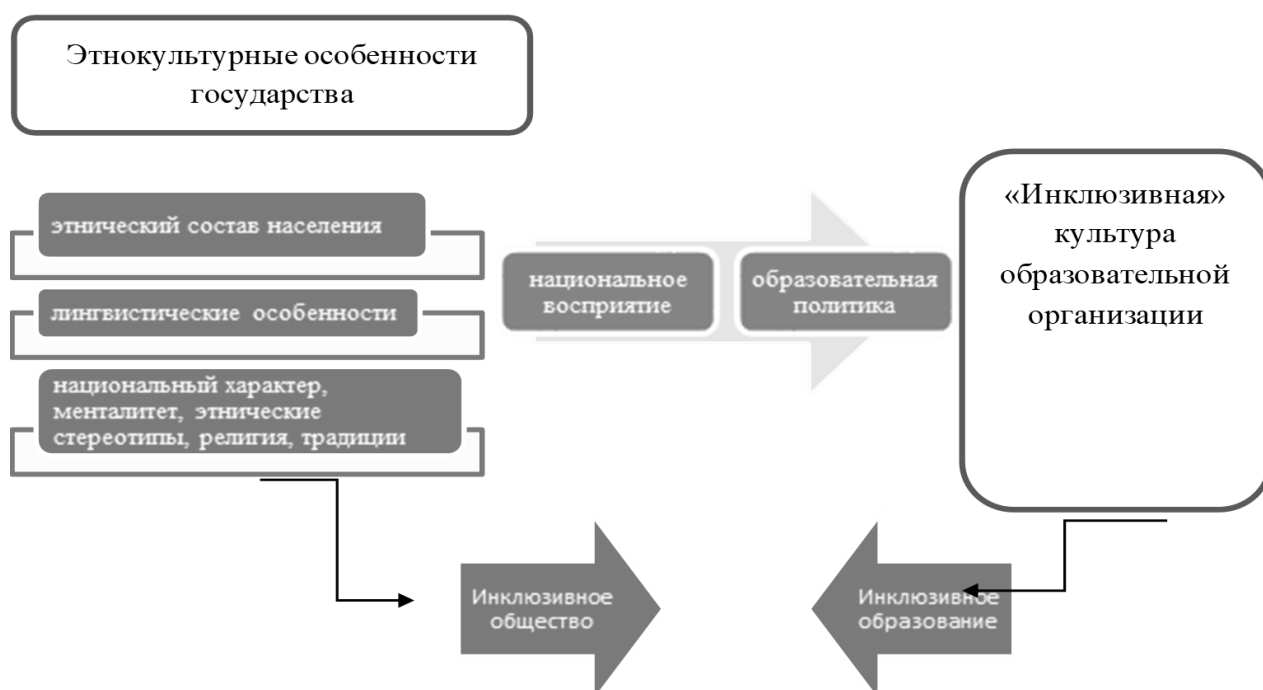 Этнокультурные особенности
государства
этнический состав населения
лингвистические особенности
национальный характер,
менталитет, этнические
стереотипы, религия, традиции
национальное
восприятие
образовательная
политика
«Инклюзивная»
культура
образовательной
организации
Инклюзивное
общество
Инклюзивное
образование